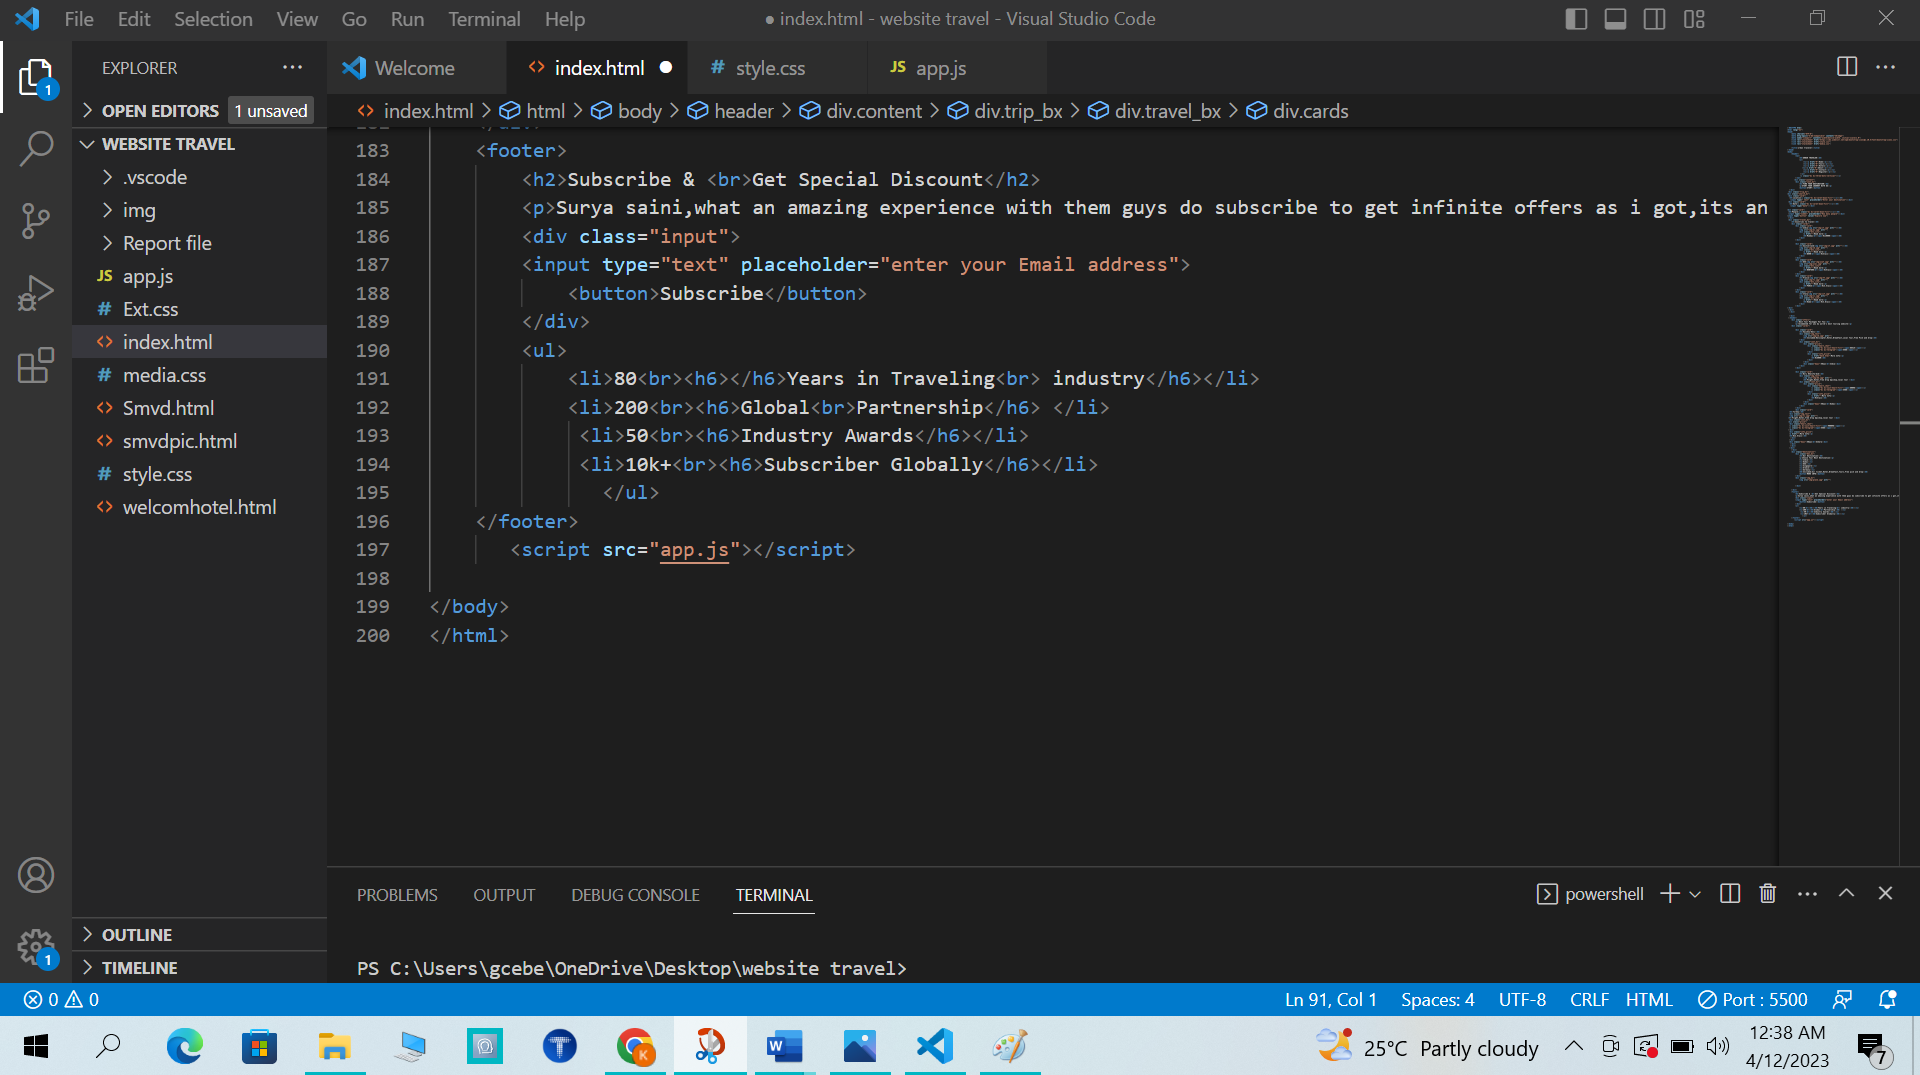 File Edit Selection View Go Run Terminal Help
● index.html - website travel - Visual Studio Code
EXPLORER
Welcome
index.html
# style.css
JS app.js
OPEN EDITORS 1 unsaved
index.html > html > body > header > div.content > div.trip_bx > div.travel_bx > div.cards
WEBSITE TRAVEL
.vscode
img
Report file
JS app.js
# Ext.css
<> index.html
# media.css
<> Smvd.html
<> smvdpic.html
# style.css
<> welcomhotel.html
OUTLINE
TIMELINE
183 <footer>
184 <h2>Subscribe & <br>Get Special Discount</h2>
185 <p>Surya saini,what an amazing experience with them guys do subscribe to get infinite offers as i got,its an
186 <div class="input">
187 <input type="text" placeholder="enter your Email address">
188 <button>Subscribe</button>
189 </div>
190 <ul>
191 <li>80<br><h6></h6>Years in Traveling<br> industry</h6></li>
192 <li>200<br><h6>Global<br>Partnership</h6> </li>
193 <li>50<br><h6>Industry Awards</h6></li>
194 <li>10k+<br><h6>Subscriber Globally</h6></li>
195 </ul>
196 </footer>
197 <script src="app.js"></script>
198
199 </body>
200 </html>
PROBLEMS OUTPUT DEBUG CONSOLE TERMINAL
powershell
PS C:\Users\gcebe\OneDrive\Desktop\website travel>
0 0
Ln 91, Col 1 Spaces: 4 UTF-8 CRLF HTML Port : 5500
25°C Partly cloudy
12:38 AM
4/12/2023
7